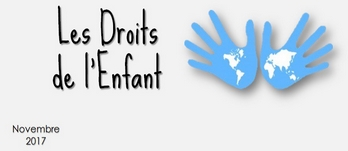 Les Droits
de l'Enfant
Novembre
2017